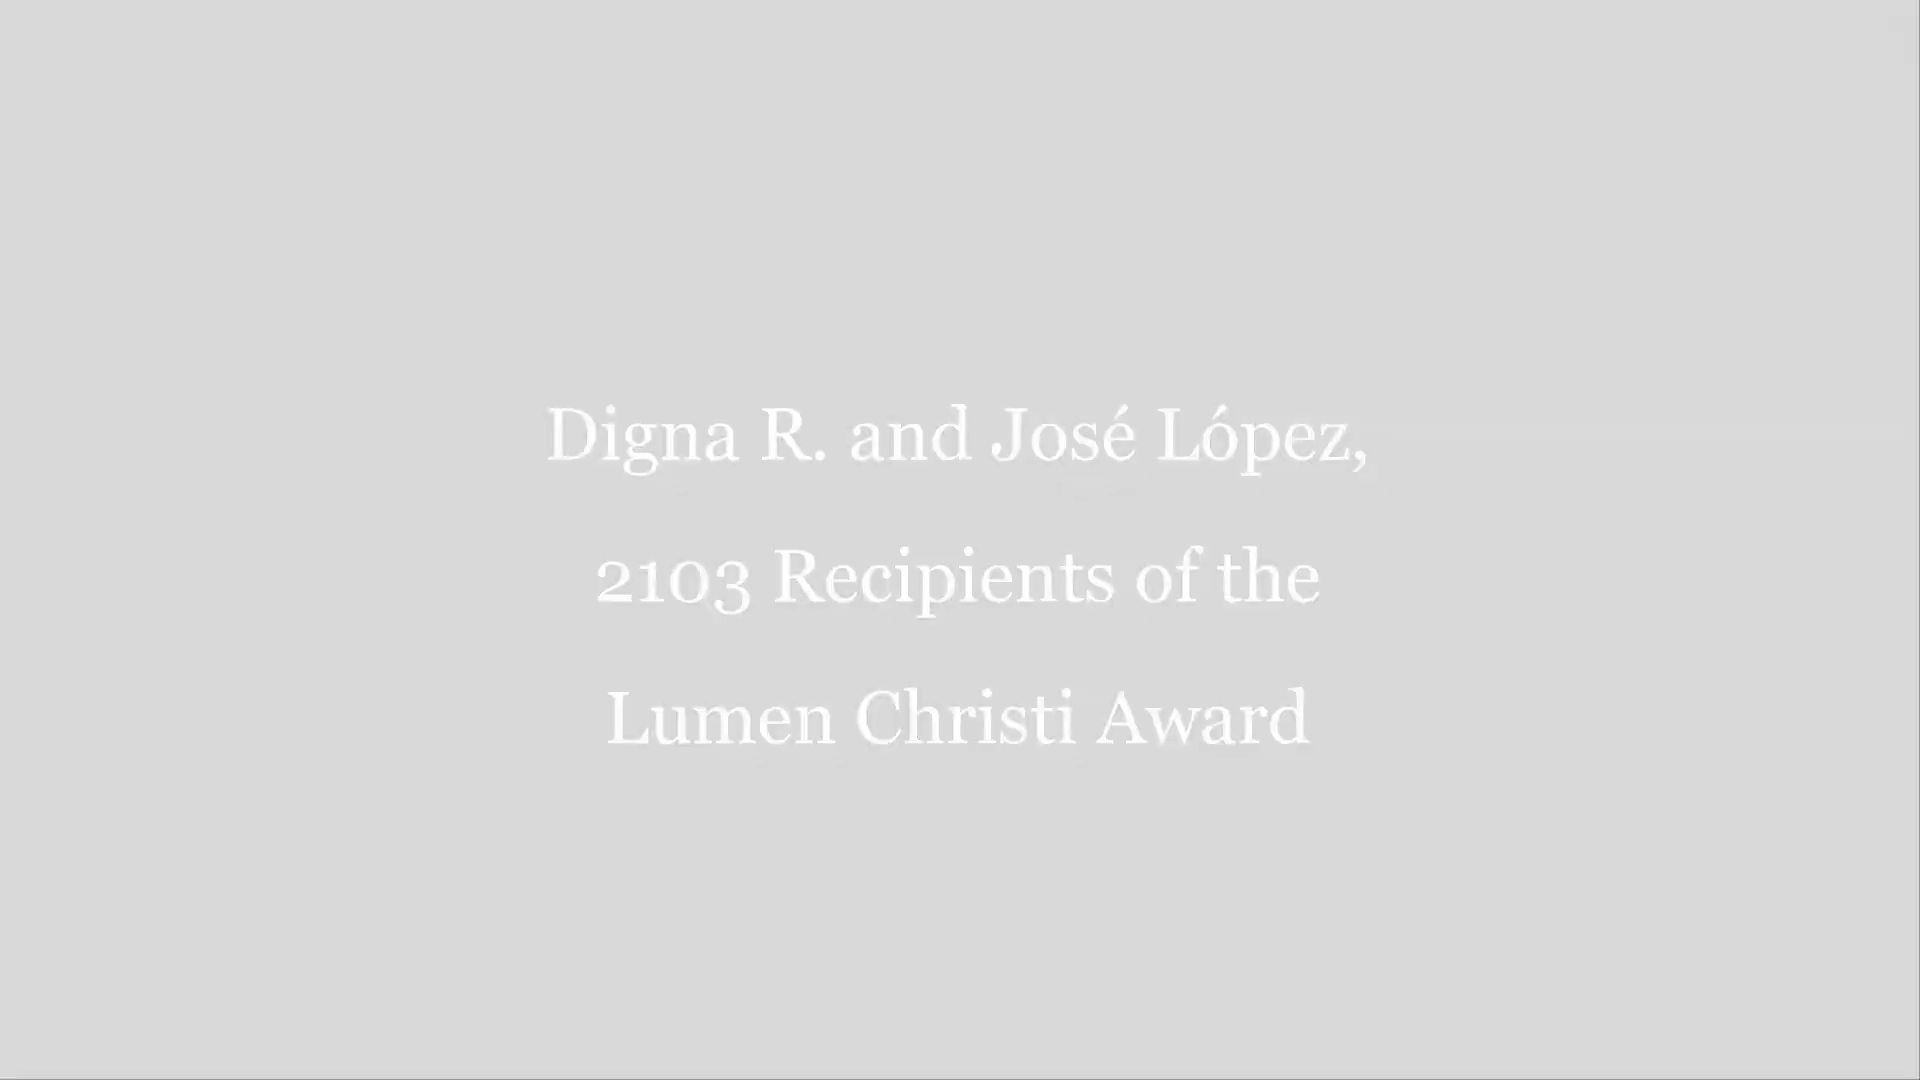 Digna R. and José López,
2103 Recipients of the
Lumen Christi Award